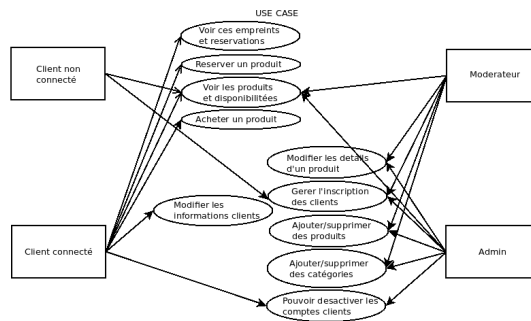 USE CASE
Voir ces empreints
et reservations
Client non
connecté
Reserver un produit
Voir les produits
et disponibilitées
Moderateur
Acheter un produit
Modifier les details
d'un produit
Gerer l'inscription
des clients
Modifier les
informations clients
Ajouter/supprimer
des produits
Client connecté
Admin
Ajouter/supprimer
des catégories
Pouvoir desactiver les
comptes clients